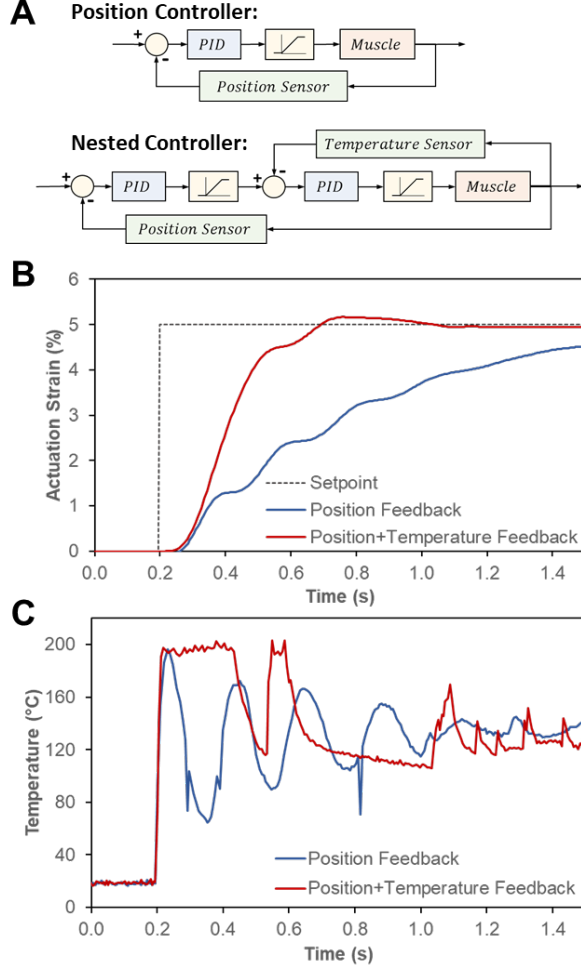 A
Position Controller:
+
-
PID
Muscle
Position Sensor
Nested Controller:
Temperature Sensor
+
-
PID
+
-
PID
Muscle
Position Sensor
B
6
5
4
3
2
1
0
Actuation Strain (%)
Setpoint
Position Feedback
Position+Temperature Feedback
0.0 0.2 0.4 0.6 0.8 1.0 1.2 1.4
Time (s)
C
200
160
120
80
40
0
Temperature (°C)
Position Feedback
Position+Temperature Feedback
0.0 0.2 0.4 0.6 0.8 1.0 1.2 1.4
Time (s)